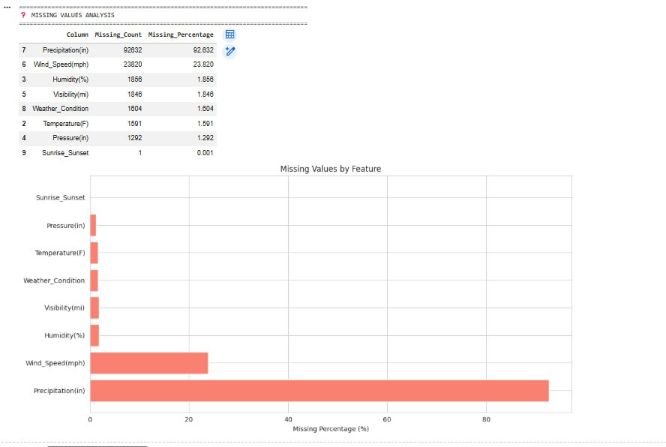 ? MISSING VALUES ANALYSIS
Column Missing_Count Missing_Percentage
7 Precipitation(in) 92632 92.632
6 Wind_Speed(mph) 23820 23.820
3 Humidity(%) 1856 1.856
5 Visibility(mi) 1846 1.846
8 Weather_Condition 1604 1.604
2 Temperature(F) 1591 1.591
4 Pressure(in) 1292 1.292
9 Sunrise_Sunset 1 0.001
Missing Values by Feature
Sunrise_Sunset
Pressure(in)
Temperature(F)
Weather_Condition
Visibility(mi)
Humidity(%)
Wind_Speed(mph)
Precipitation(in)
0 20 40 60 80
Missing Percentage (%)